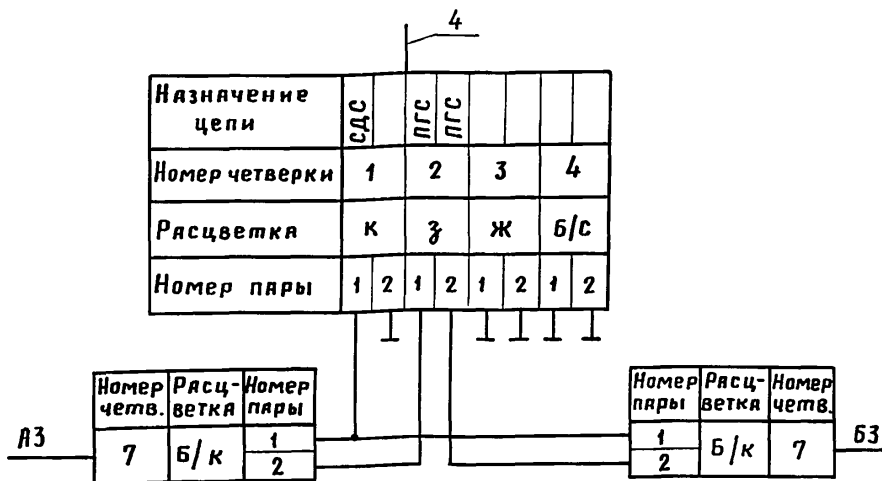 4
Назначение цепи СДС ПГС ПГС
Номер четверки 1 2 3 4
Расцветка к з ж б/с
Номер пары 1 2 1 2 1 2 1 2
Номер четв. Расц-ветка Номер пары
А3 7 Б/к 1
2
Номер пары Расц-ветка Номер четв.
1 Б/к 7 Б3
2